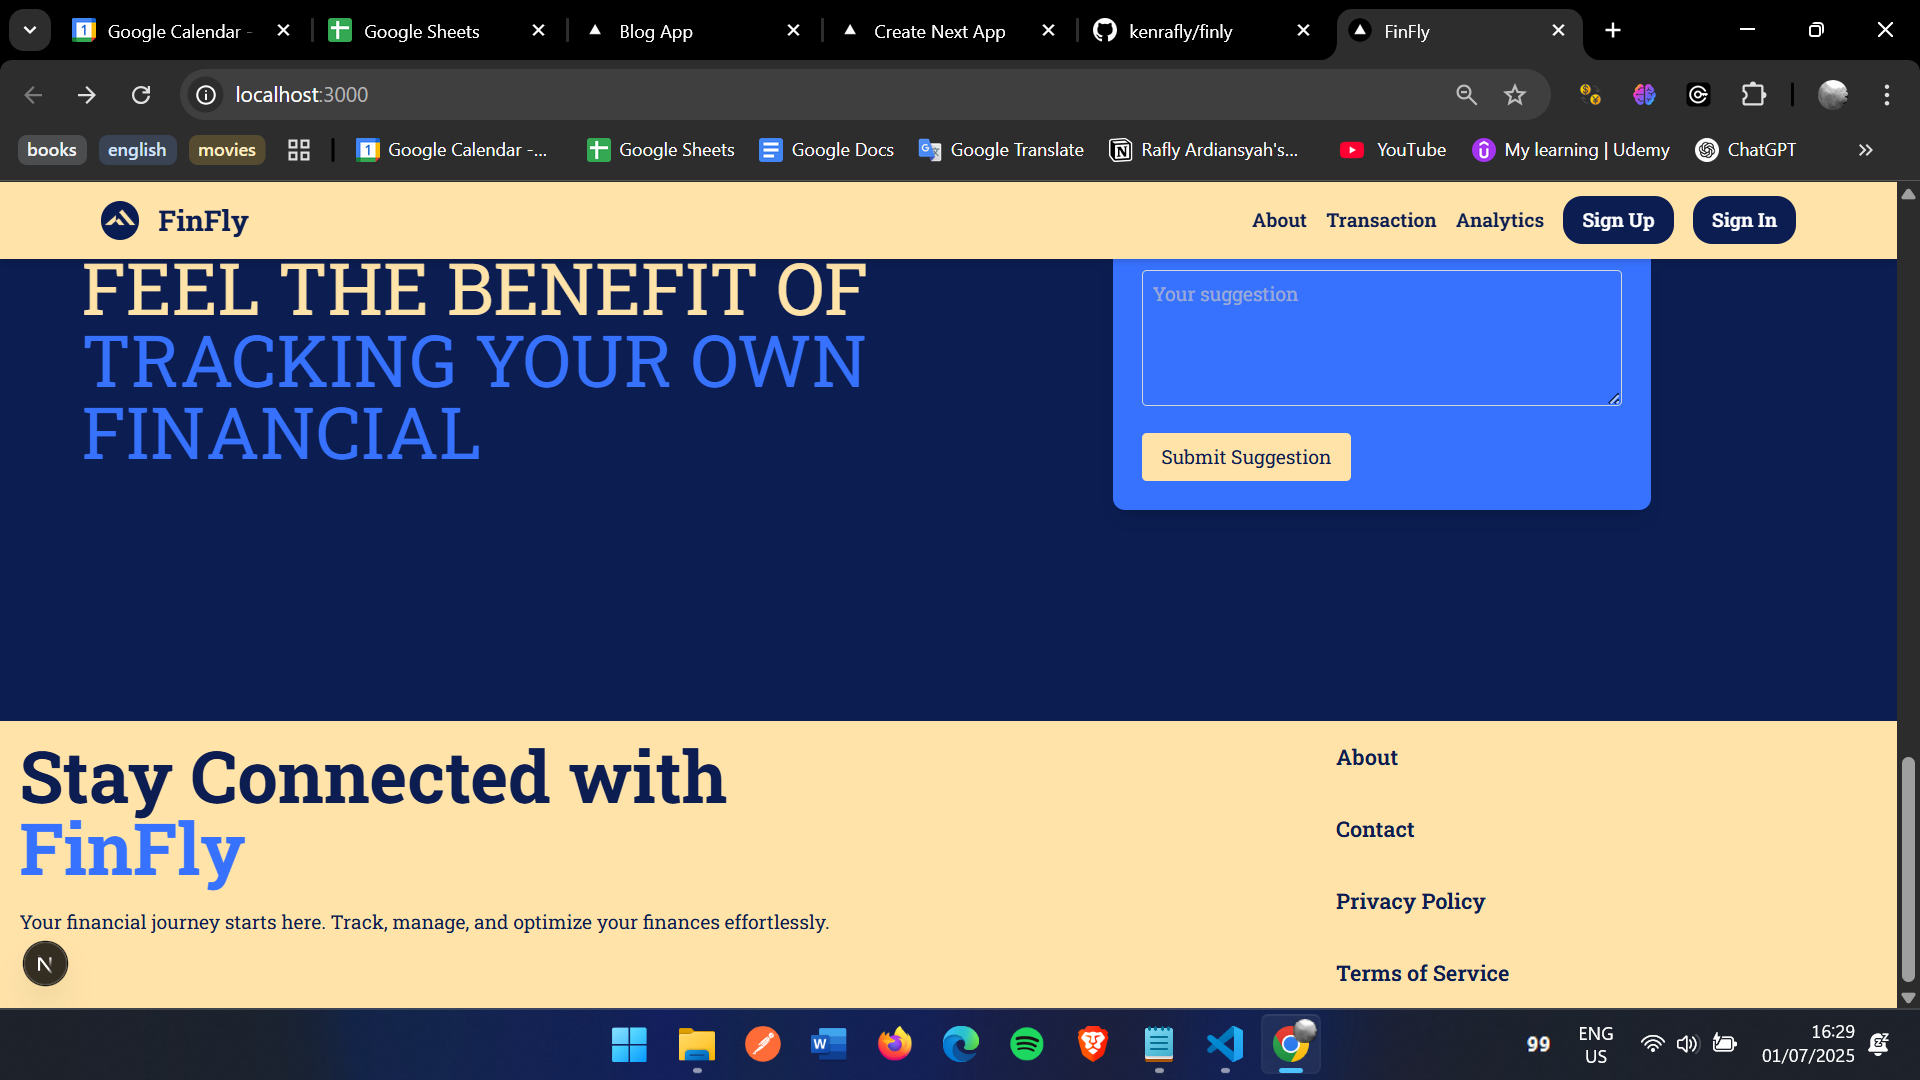 Google Calendar -
Google Sheets
Blog App
Create Next App
kenrafly/finly
FinFly
localhost:3000
books
english
movies
Google Calendar -...
Google Sheets
Google Docs
Google Translate
Rafly Ardiansyah's...
YouTube
My learning | Udemy
ChatGPT
FinFly
About
Transaction
Analytics
Sign Up
Sign In
FEEL THE BENEFIT OF
TRACKING YOUR OWN
FINANCIAL
Your suggestion
Submit Suggestion
Stay Connected with
FinFly
Your financial journey starts here. Track, manage, and optimize your finances effortlessly.
N
About
Contact
Privacy Policy
Terms of Service
99
ENG
US
16:29
01/07/2025